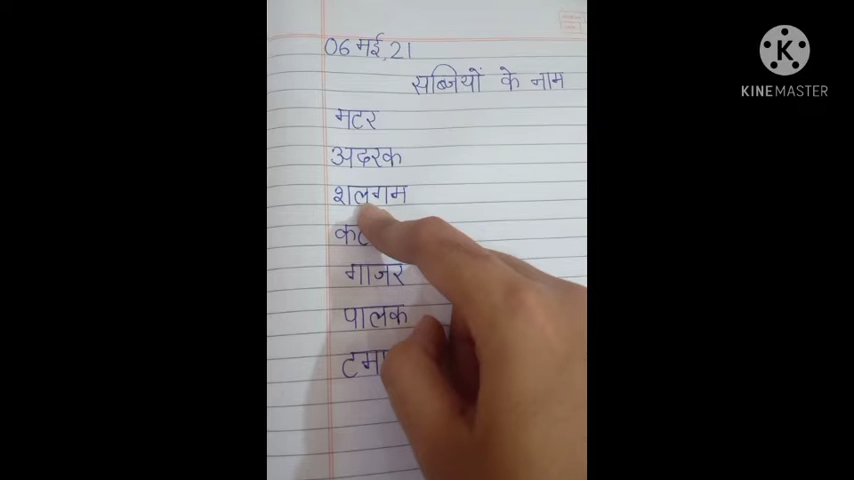 06 मई, 21
सब्जियों के नाम
मटर
अदरक
शलगम
गाजर
पालक
K
KINEMASTER